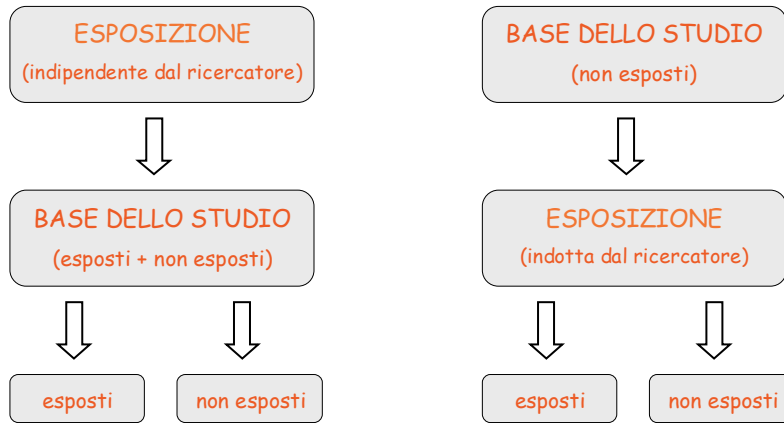 ESPOSIZIONE
(indipendente dal ricercatore)
BASE DELLO STUDIO
(esposti + non esposti)
esposti
non esposti
BASE DELLO STUDIO
(non esposti)
ESPOSIZIONE
(indotta dal ricercatore)
esposti
non esposti